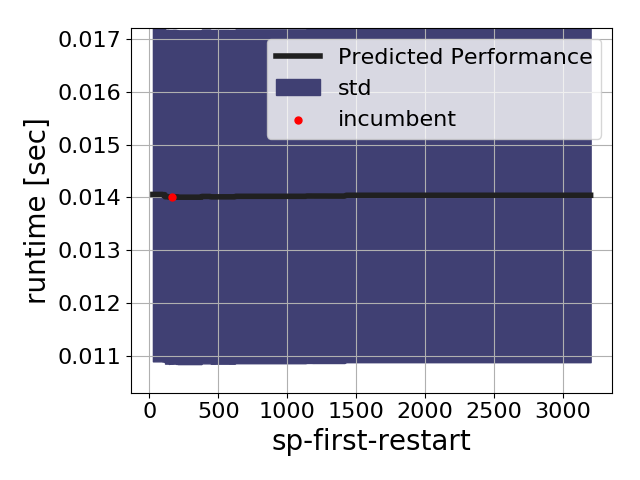 0.017
0.016
0.015
0.014
0.013
0.012
0.011
runtime [sec]
Predicted Performance
std
incumbent
0 500 1000 1500 2000 2500 3000
sp-first-restart